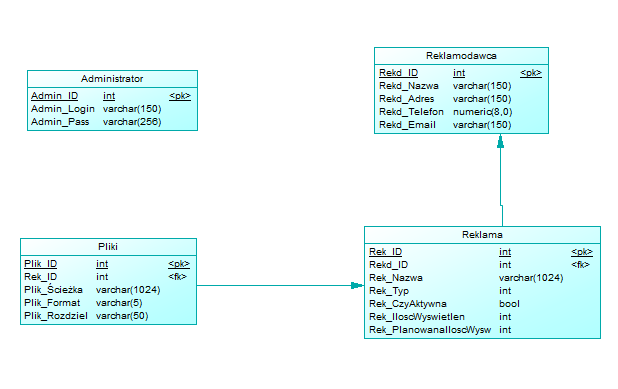 Administrator
Admin_ID int <pk>
Admin_Login varchar(150)
Admin_Pass varchar(256)
Reklamodawca
Rekd_ID int <pk>
Rekd_Nazwa varchar(150)
Rekd_Adres varchar(150)
Rekd_Telefon numeric(8,0)
Rekd_Email varchar(150)
Pliki
Plik_ID int <pk>
Rek_ID int <fk>
Plik_Ścieżka varchar(1024)
Plik_Format varchar(5)
Plik_Rozdziel varchar(50)
Reklama
Rek_ID int <pk>
Rekd_ID int <fk>
Rek_Nazwa varchar(1024)
Rek_Typ int
Rek_CzyAktywna bool
Rek_IloscWyswietlen int
Rek_PlanowanaIloscWysw int